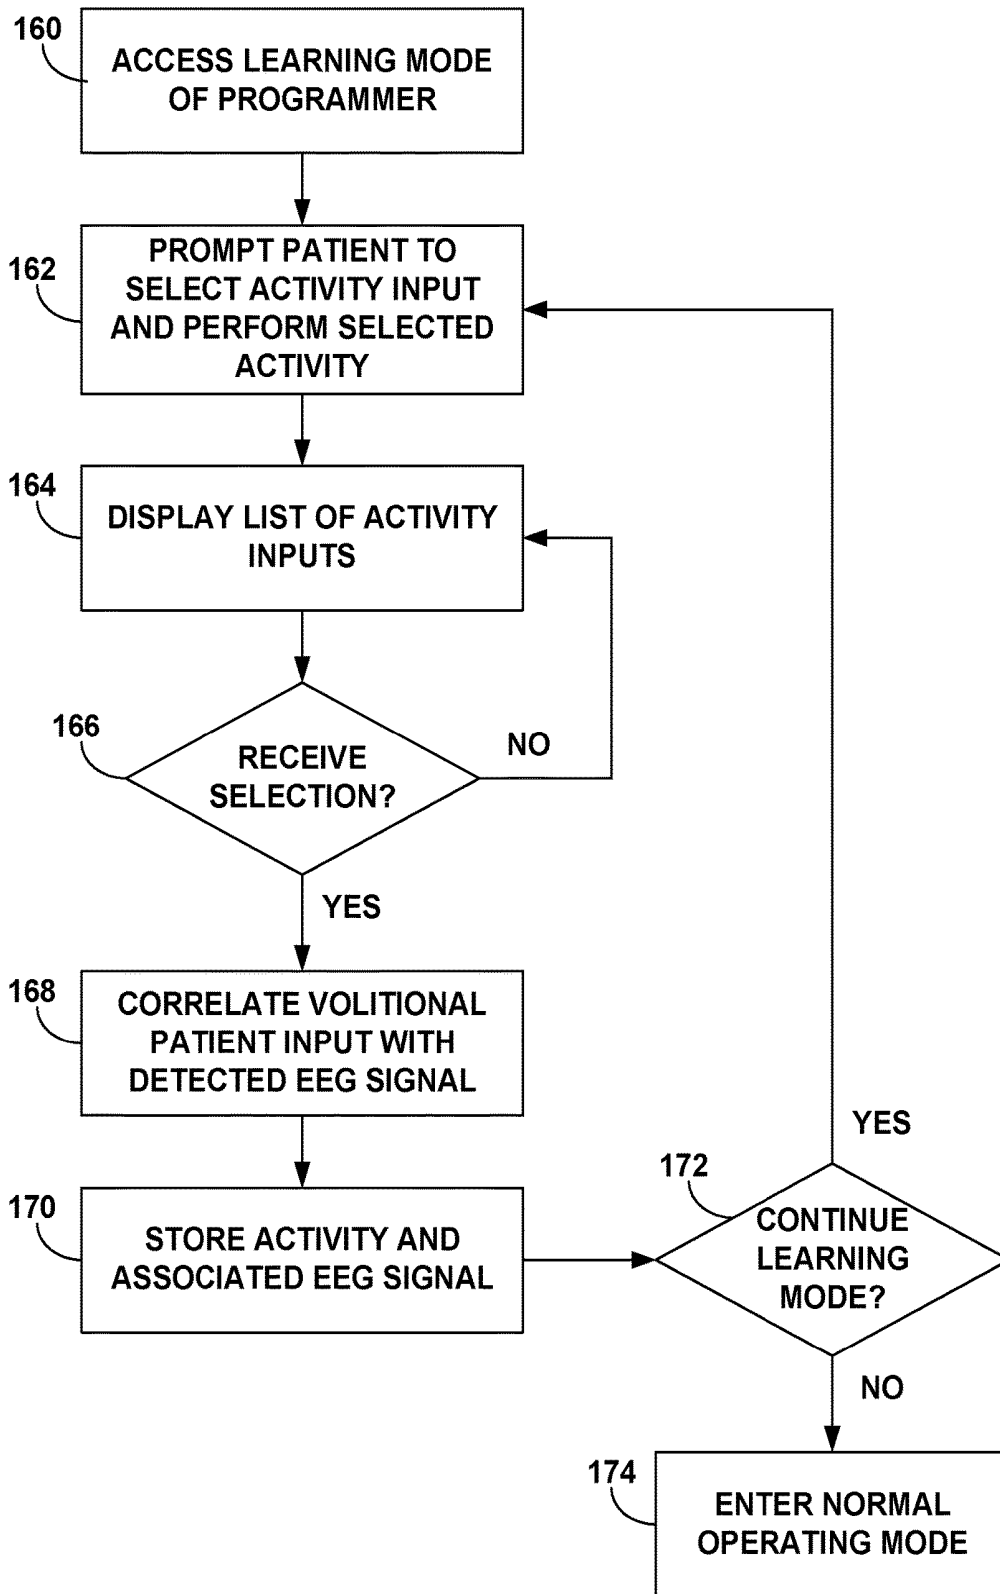 160
ACCESS LEARNING MODE
OF PROGRAMMER
162
PROMPT PATIENT TO
SELECT ACTIVITY INPUT
AND PERFORM SELECTED
ACTIVITY
164
DISPLAY LIST OF ACTIVITY
INPUTS
166
RECEIVE
SELECTION?
NO
YES
168
CORRELATE VOLITIONAL
PATIENT INPUT WITH
DETECTED EEG SIGNAL
170
STORE ACTIVITY AND
ASSOCIATED EEG SIGNAL
YES
172
CONTINUE
LEARNING
MODE?
NO
174
ENTER NORMAL
OPERATING MODE